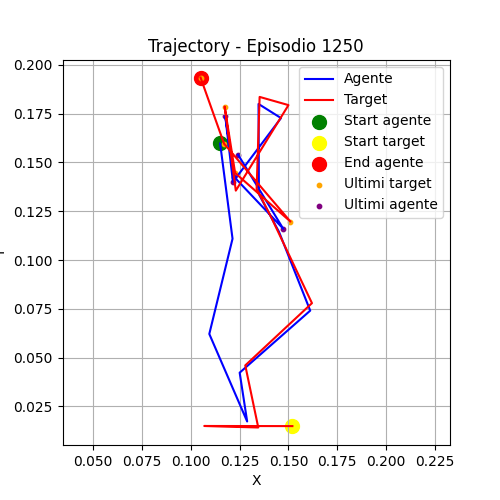 Trajectory - Episodio 1250
Agente
Target
Start agente
Start target
End agente
Ultimi target
Ultimi agente
0.200
0.175
0.150
0.125
0.100
0.075
0.050
0.025
0.050
0.075
0.100
0.125
0.150
0.175
0.200
0.225
X